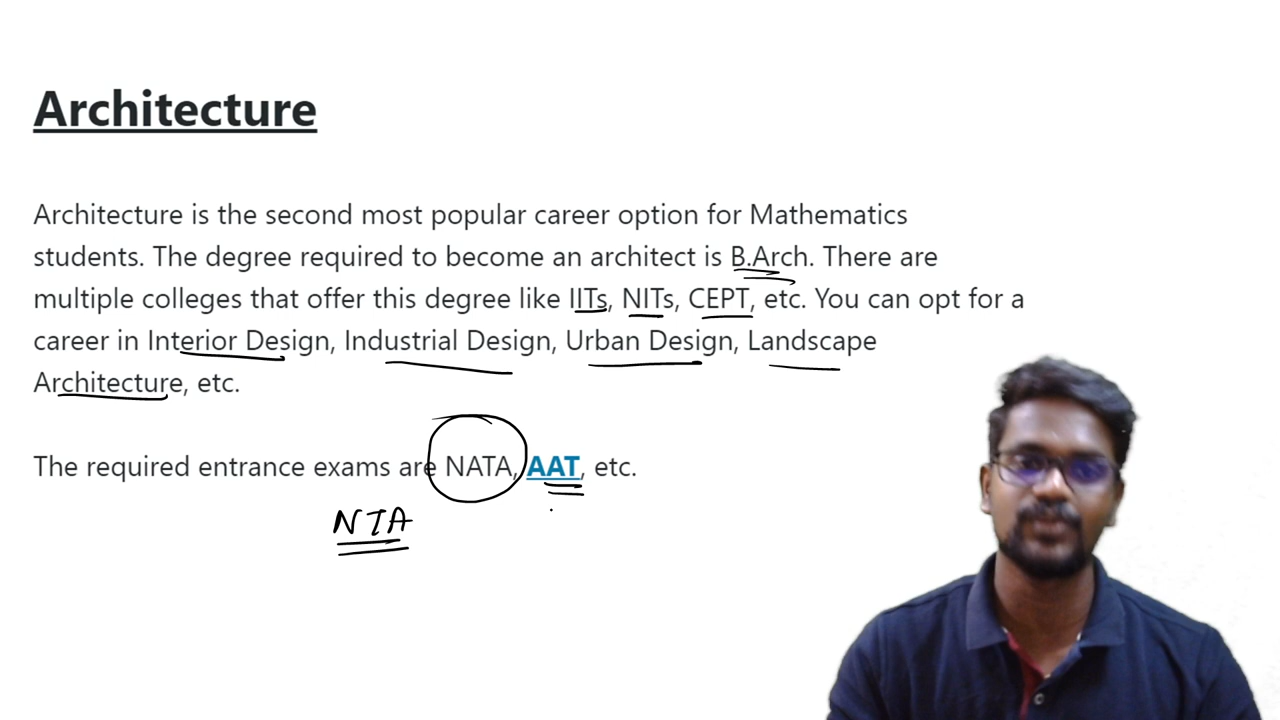 Architecture
Architecture is the second most popular career option for Mathematics
students. The degree required to become an architect is B.Arch. There are
multiple colleges that offer this degree like IITs, NITs, CEPT, etc. You can opt for a
career in Interior Design, Industrial Design, Urban Design, Landscape
Architecture, etc.
The required entrance exams are NATA, AAT, etc.
NTA